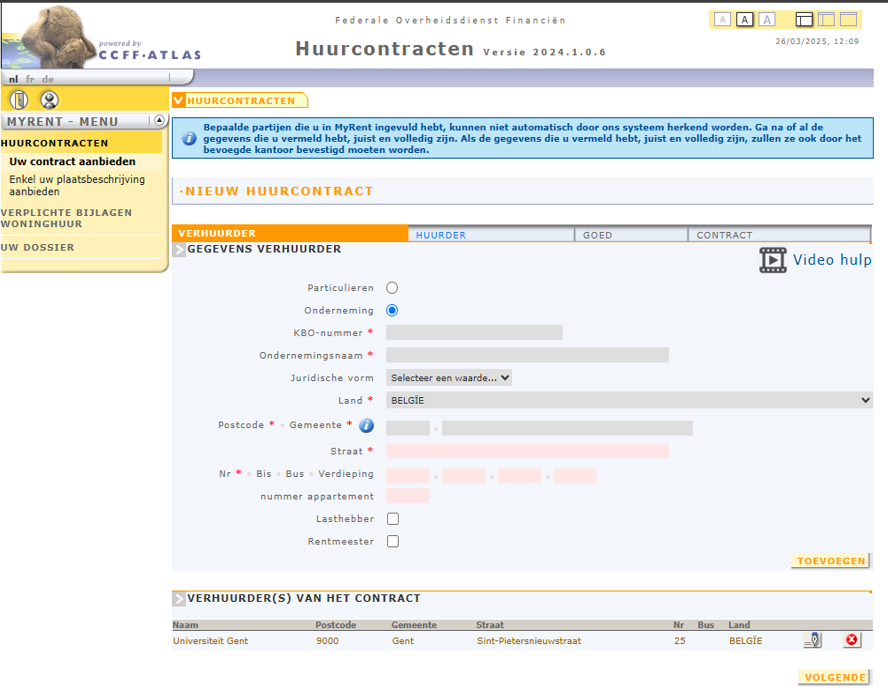 Federale Overheidsdienst Financiën
A A A
powered by
CCFF-ATLAS
Huurcontracten Versie 2024.1.0.6
26/03/2025, 12:09
nl fr de
MYRENT - MENU
HUURCONTRACTEN
Uw contract aanbieden
Enkel uw plaatsbeschrijving
aanbieden
VERPLICHTE BIJLAGEN
WONINGHUUR
UW DOSSIER
HUURCONTRACTEN
Bepaalde partijen die u in MyRent ingevuld hebt, kunnen niet automatisch door ons systeem herkend worden. Ga na of al de
gegevens die u vermeld hebt, juist en volledig zijn. Als de gegevens die u vermeld hebt, juist en volledig zijn, zullen ze ook door het
bevoegde kantoor bevestigd moeten worden.
NIEUW HUURCONTRACT
VERHUURDER HUURDER GOED CONTRACT
GEGEVENS VERHUURDER
Video hulp
Particulieren
Onderneming
KBO-nummer *
Ondernemingsnaam *
Juridische vorm Selecteer een waarde...
Land * BELGÏE
Postcode * Gemeente *
Straat *
Nr * Bis Bus Verdieping
nummer appartement
Lasthebber
Rentmeester
TOEVOEGEN
VERHUURDER(S) VAN HET CONTRACT
Naam Postcode Gemeente Straat Nr Bus Land
Universiteit Gent 9000 Gent Sint-Pietersnieuwstraat 25 BELGÏE
VOLGENDE